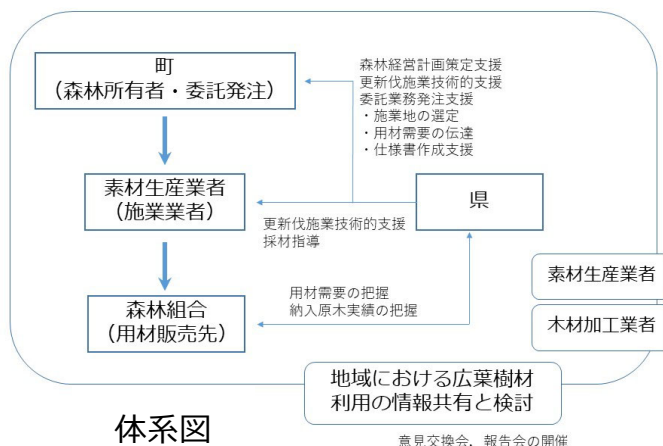 町
(森林所有者・委託発注)
森林経営計画策定支援
更新伐施業技術的支援
委託業務発注支援
・施業地の選定
・用材需要の伝達
・仕様書作成支援
素材生産業者
(施業業者)
県
更新伐施業技術的支援
採材指導
森林組合
(用材販売先)
用材需要の把握
納入原木実績の把握
素材生産業者
木材加工業者
地域における広葉樹材
利用の情報共有と検討
体系図
意見交換会，報告会の開催